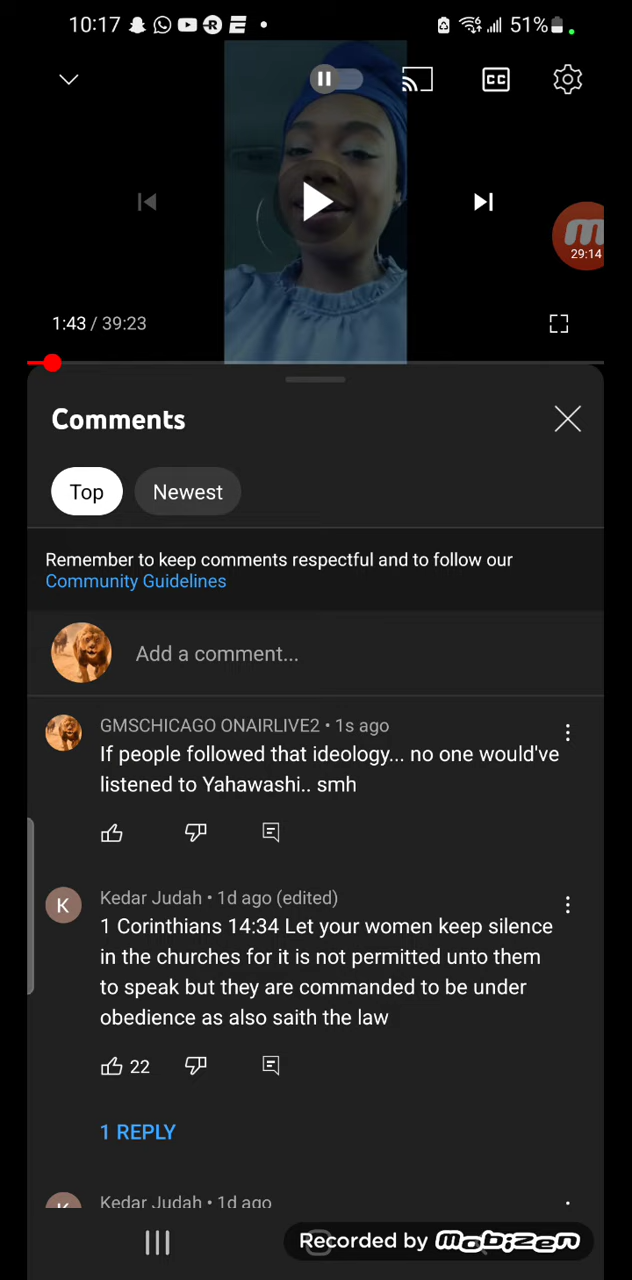 10:17
51%
CC
29:14
1:43 / 39:23
Comments
Top
Newest
Remember to keep comments respectful and to follow our
Community Guidelines
Add a comment...
GMSCHICAGO ONAIRLIVE2 • 1s ago
If people followed that ideology... no one would've
listened to Yahawashi.. smh
K
Kedar Judah • 1d ago (edited)
1 Corinthians 14:34 Let your women keep silence
in the churches for it is not permitted unto them
to speak but they are commanded to be under
obedience as also saith the law
22
1 REPLY
Kedar Judah • 1d ago
Recorded by mobizen